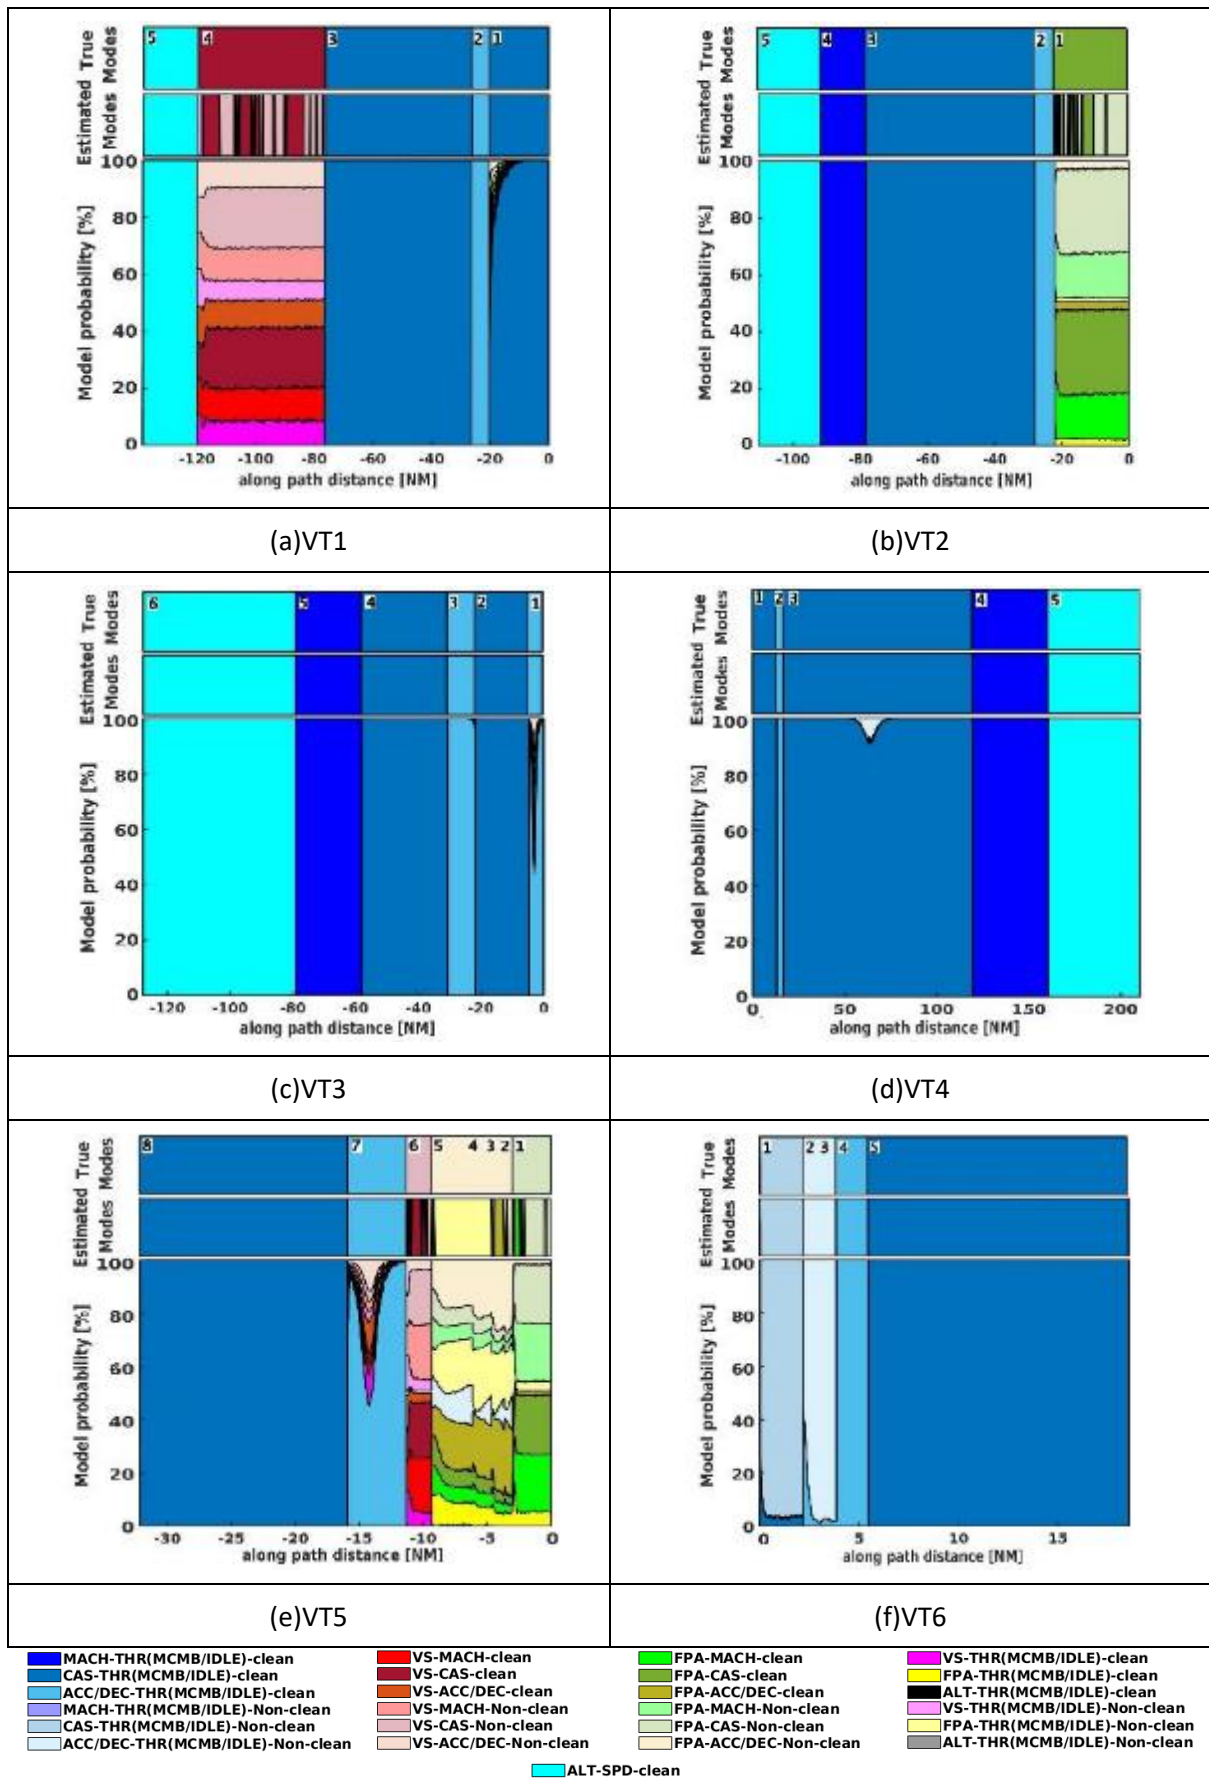 Estimated True
Modes Modes
5 4 3 2 1
Model probability [%]
100
80
60
40
20
0
-120 -100 -80 -60 -40 -20 0
along path distance [NM]
(a)VT1
Estimated True
Modes Modes
5 4 3 2 1
Model probability [%]
100
80
60
40
20
0
-100 -80 -60 -40 -20 0
along path distance [NM]
(b)VT2
Estimated True
Modes Modes
6 5 4 3 2 1
Model probability [%]
100
80
60
40
20
0
-120 -100 -80 -60 -40 -20 0
along path distance [NM]
(c)VT3
Estimated True
Modes Modes
1 2 3 4 5
Model probability [%]
100
80
60
40
20
0
0 50 100 150 200
along path distance [NM]
(d)VT4
Estimated True
Modes Modes
8 7 6 5 4 3 2 1
Model probability [%]
100
80
60
40
20
0
-30 -25 -20 -15 -10 -5 0
along path distance [NM]
(e)VT5
Estimated True
Modes Modes
1 2 3 4 5
Model probability [%]
100
80
60
40
20
0
0 5 10 15
along path distance [NM]
(f)VT6
MACH-THR(MCMB/IDLE)-clean
CAS-THR(MCMB/IDLE)-clean
ACC/DEC-THR(MCMB/IDLE)-clean
MACH-THR(MCMB/IDLE)-Non-clean
CAS-THR(MCMB/IDLE)-Non-clean
ACC/DEC-THR(MCMB/IDLE)-Non-clean
VS-MACH-clean
VS-CAS-clean
VS-ACC/DEC-clean
VS-MACH-Non-clean
VS-CAS-Non-clean
VS-ACC/DEC-Non-clean
FPA-MACH-clean
FPA-CAS-clean
FPA-ACC/DEC-clean
FPA-MACH-Non-clean
FPA-CAS-Non-clean
FPA-ACC/DEC-Non-clean
VS-THR(MCMB/IDLE)-clean
FPA-THR(MCMB/IDLE)-clean
ALT-THR(MCMB/IDLE)-clean
VS-THR(MCMB/IDLE)-Non-clean
FPA-THR(MCMB/IDLE)-Non-clean
ALT-THR(MCMB/IDLE)-Non-clean
ALT-SPD-clean